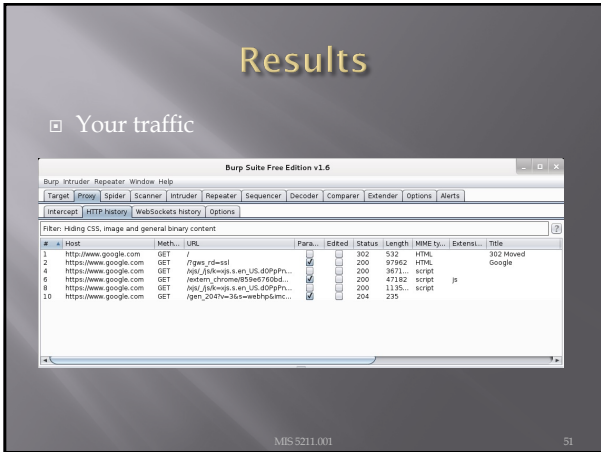 Results
Your traffic
Burp Suite Free Edition v1.6
Burp Intruder Repeater Window Help
Target Proxy Spider Scanner Intruder Repeater Sequencer Decoder Comparer Extender Options Alerts
Intercept HTTP history WebSockets history Options
Filter: Hiding CSS, image and general binary content ?
# Host Meth... URL Para... Edited Status Length MIME ty... Extensi... Title
1 http://www.google.com GET / 302 532 HTML 302 Moved
2 https://www.google.com GET /?gws_rd=ssl 200 97962 HTML Google
4 https://www.google.com GET /xjs/_/js/k=xjs.s.en_US.dOPpPn... 200 3671... script
6 https://www.google.com GET /extern_chrome/859e6760bd... 200 47182 script js
8 https://www.google.com GET /xjs/_/js/k=xjs.s.en_US.dOPpPn... 200 1135... script
10 https://www.google.com GET /gen_204?v=3&s=webhp&imc... 204 235
MIS 5211.001
51